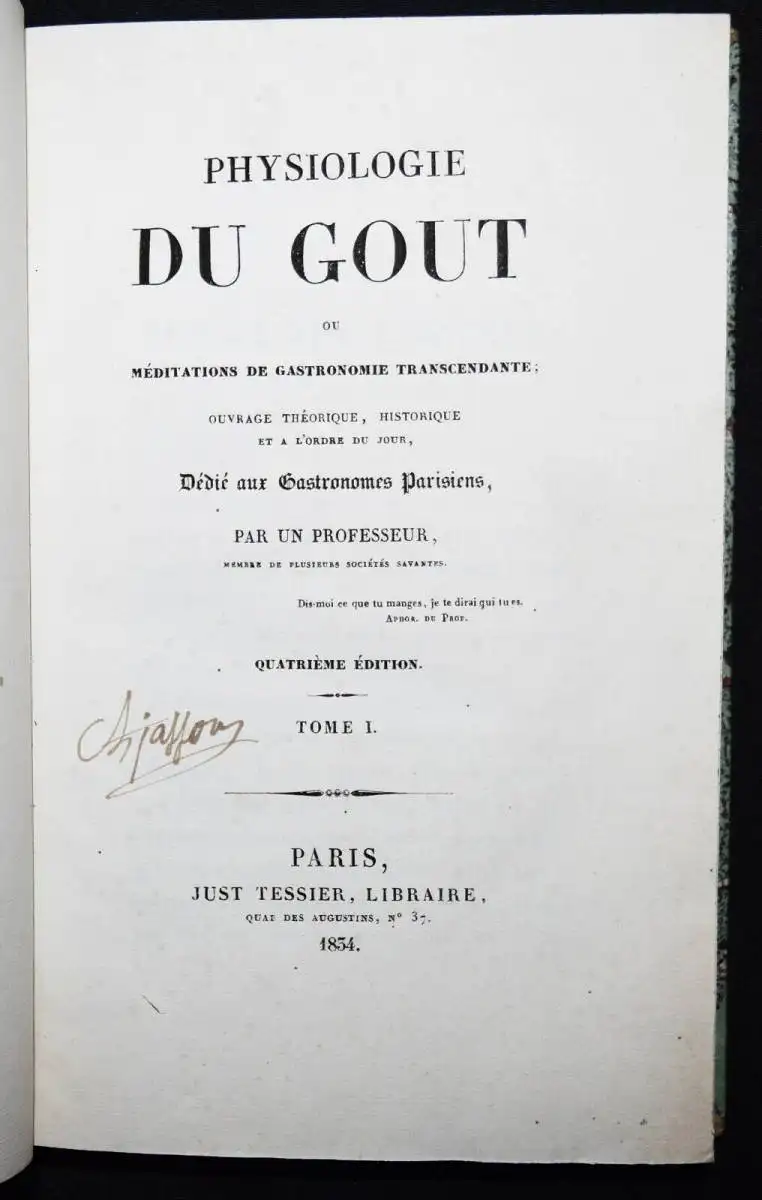 PHYSIOLOGIE
DU GOUT
OU
MÉDITATIONS DE GASTRONOMIE TRANSCENDANTE;
OUVRAGE THÉORIQUE, HISTORIQUE
ET A L'ORDRE DU JOUR,
Dédié aux Gastronomes Parisiens,
PAR UN PROFESSEUR,
MEMBRE DE PLUSIEURS SOCIÉTÉS SAVANTES.
Dis-moi ce que tu manges, je te dirai qui tu es.
APHOR. DU PROF.
QUATRIÈME ÉDITION.
TOME I.
PARIS,
JUST TESSIER, LIBRAIRE,
QUAI DES AUGUSTINS, Nº 37.
1834.